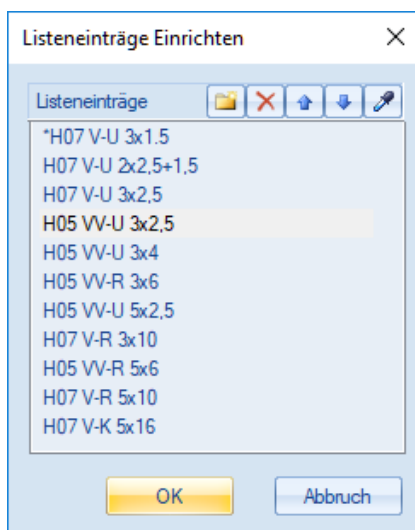 Listeneinträge Einrichten
Listeneinträge
*H07 V-U 3x1.5
H07 V-U 2x2,5+1,5
H07 V-U 3x2,5
H05 VV-U 3x2,5
H05 VV-U 3x4
H05 VV-R 3x6
H05 VV-U 5x2,5
H07 V-R 3x10
H05 VV-R 5x6
H07 V-R 5x10
H07 V-K 5x16
OK Abbruch